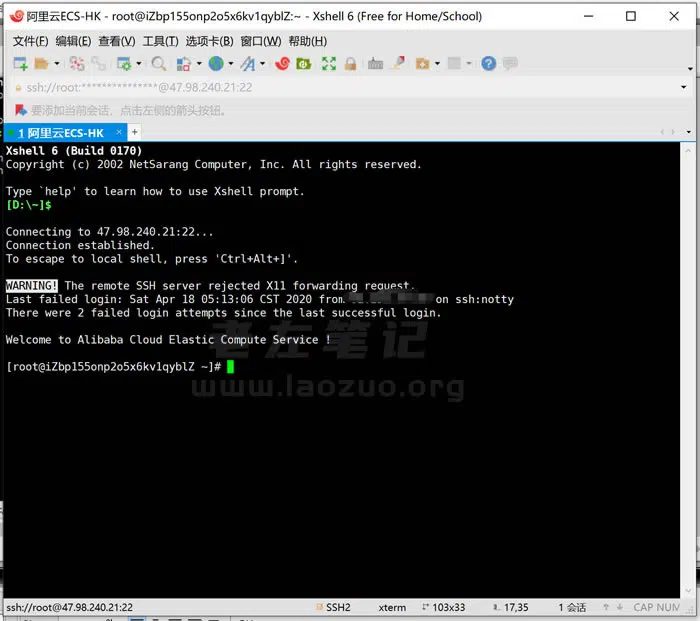 阿里云ECS-HK - root@iZbp155onp2o5x6kv1qyblZ:~ - Xshell 6 (Free for Home/School)
文件(F) 编辑(E) 查看(V) 工具(T) 选项卡(B) 窗口(W) 帮助(H)
ssh://root:***************@47.98.240.21:22
要添加当前会话，点击左侧的箭头按钮。
1 阿里云ECS-HK × +
Xshell 6 (Build 0170)
Copyright (c) 2002 NetSarang Computer, Inc. All rights reserved.
Type `help' to learn how to use Xshell prompt.
[D:\~]$
Connecting to 47.98.240.21:22...
Connection established.
To escape to local shell, press 'Ctrl+Alt+]'.
WARNING! The remote SSH server rejected X11 forwarding request.
Last failed login: Sat Apr 18 05:13:06 CST 2020 from on ssh:notty
There were 2 failed login attempts since the last successful login.
老左笔记
Welcome to Alibaba Cloud Elastic Compute Service !
[root@iZbp155onp2o5x6kv1qyblZ ~]#
www.laozuo.org
ssh://root@47.98.240.21:22 SSH2 xterm 103x33 17,35 1 会话 CAP NUM